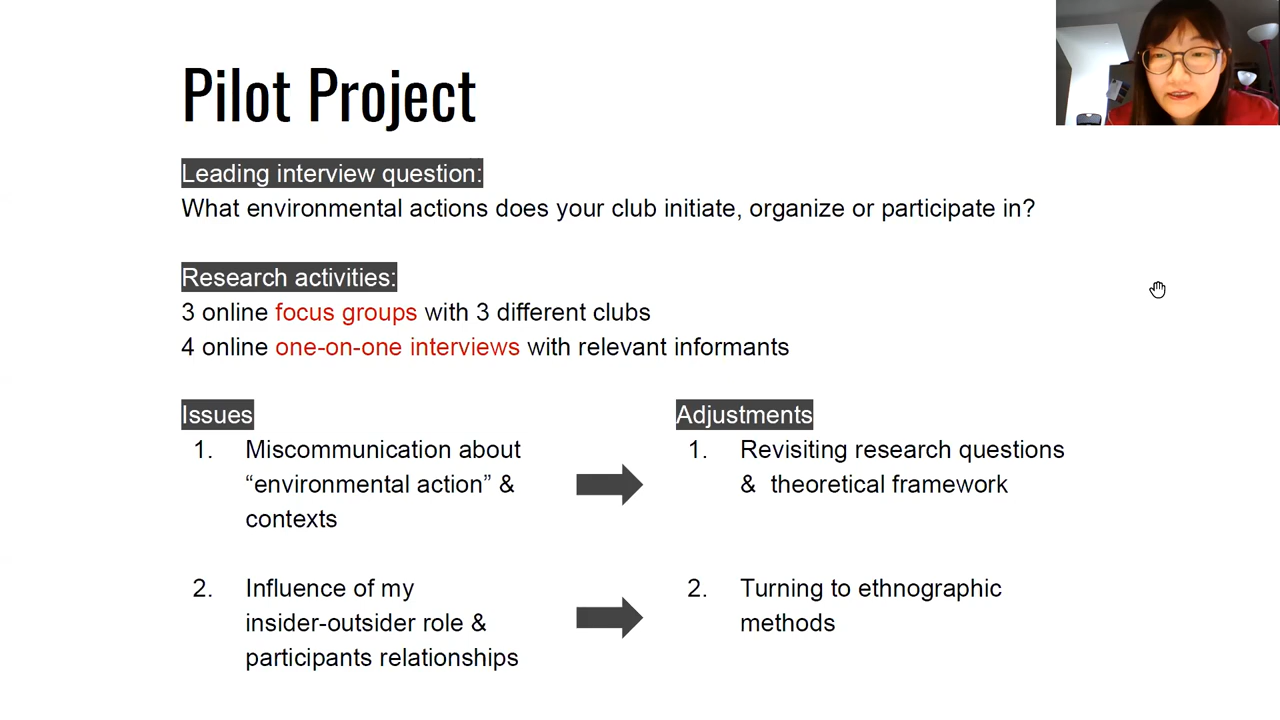 Pilot Project
Leading interview question:
What environmental actions does your club initiate, organize or participate in?
Research activities:
3 online focus groups with 3 different clubs
4 online one-on-one interviews with relevant informants
Issues
1. Miscommunication about
“environmental action” &
contexts
2. Influence of my
insider-outsider role &
participants relationships
Adjustments
1. Revisiting research questions
& theoretical framework
2. Turning to ethnographic
methods